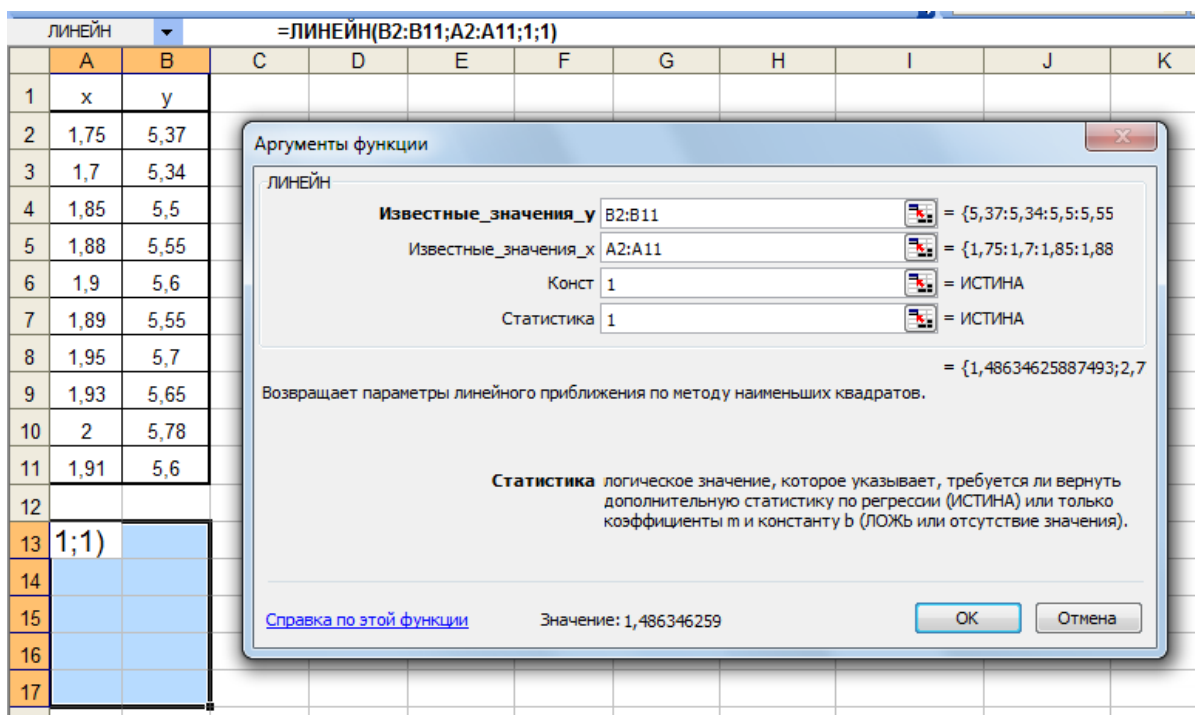 ЛИНЕЙН =ЛИНЕЙН(B2:B11;A2:A11;1;1)
A B C D E F G H I J K
1 x y
2 1,75 5,37
3 1,7 5,34
4 1,85 5,5
5 1,88 5,55
6 1,9 5,6
7 1,89 5,55
8 1,95 5,7
9 1,93 5,65
10 2 5,78
11 1,91 5,6
12
13 1;1)
14
15
16
17
Аргументы функции
ЛИНЕЙН
Известные_значения_y B2:B11 = {5,37:5,34:5,5:5,55
Известные_значения_x A2:A11 = {1,75:1,7:1,85:1,88
Конст 1 = ИСТИНА
Статистика 1 = ИСТИНА
= {1,48634625887493;2,7
Возвращает параметры линейного приближения по методу наименьших квадратов.
Статистика логическое значение, которое указывает, требуется ли вернуть
дополнительную статистику по регрессии (ИСТИНА) или только
коэффициенты m и константу b (ЛОЖЬ или отсутствие значения).
Справка по этой функции Значение: 1,486346259 OK Отмена